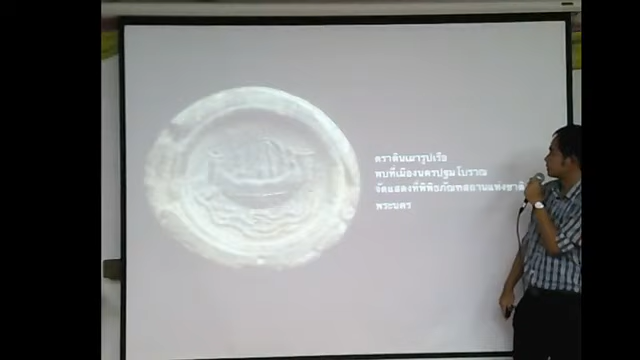 ตราดินเผารูปเรือ
พบที่เมืองนครปฐมโบราณ
จัดแสดงที่พิพิธภัณฑสถานแห่งชาติ
พระนคร